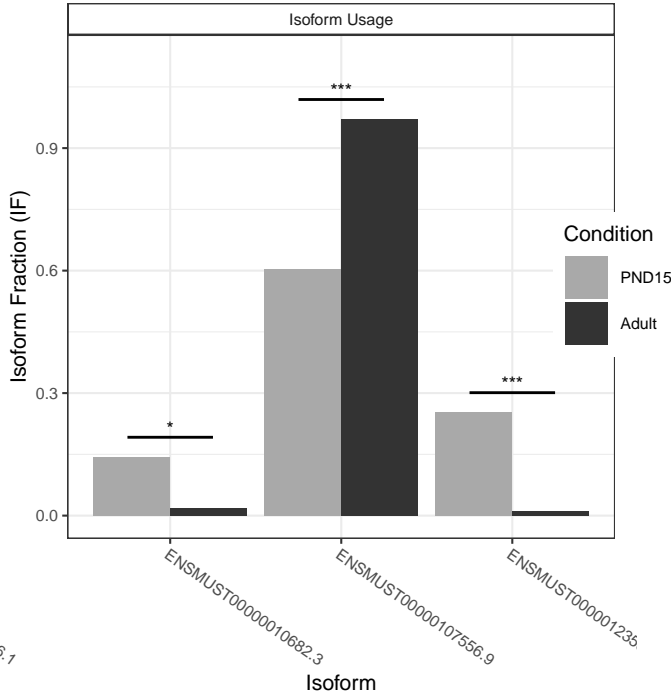 Isoform Usage
***
0.9
Isoform Fraction (IF)
Condition
0.6
PND15
Adult
***
0.3
*
0.0
ENSMUST00000010682.3
ENSMUST00000107556.9
Isoform